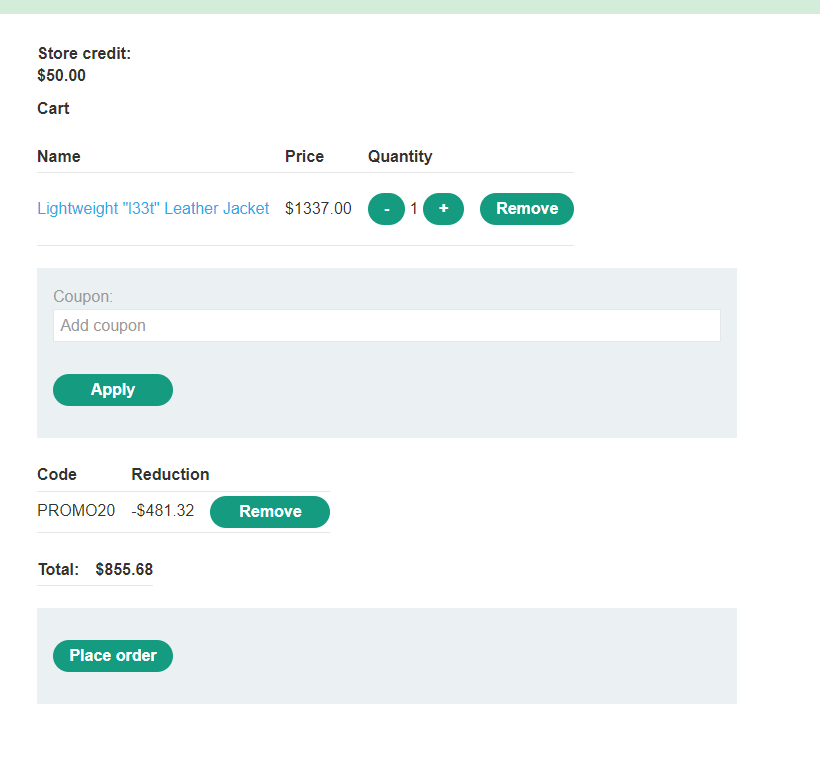 Store credit:
$50.00
Cart
Name Price Quantity
Lightweight "l33t" Leather Jacket $1337.00 - 1 + Remove
Coupon:
Add coupon
Apply
Code Reduction
PROMO20 -$481.32 Remove
Total: $855.68
Place order